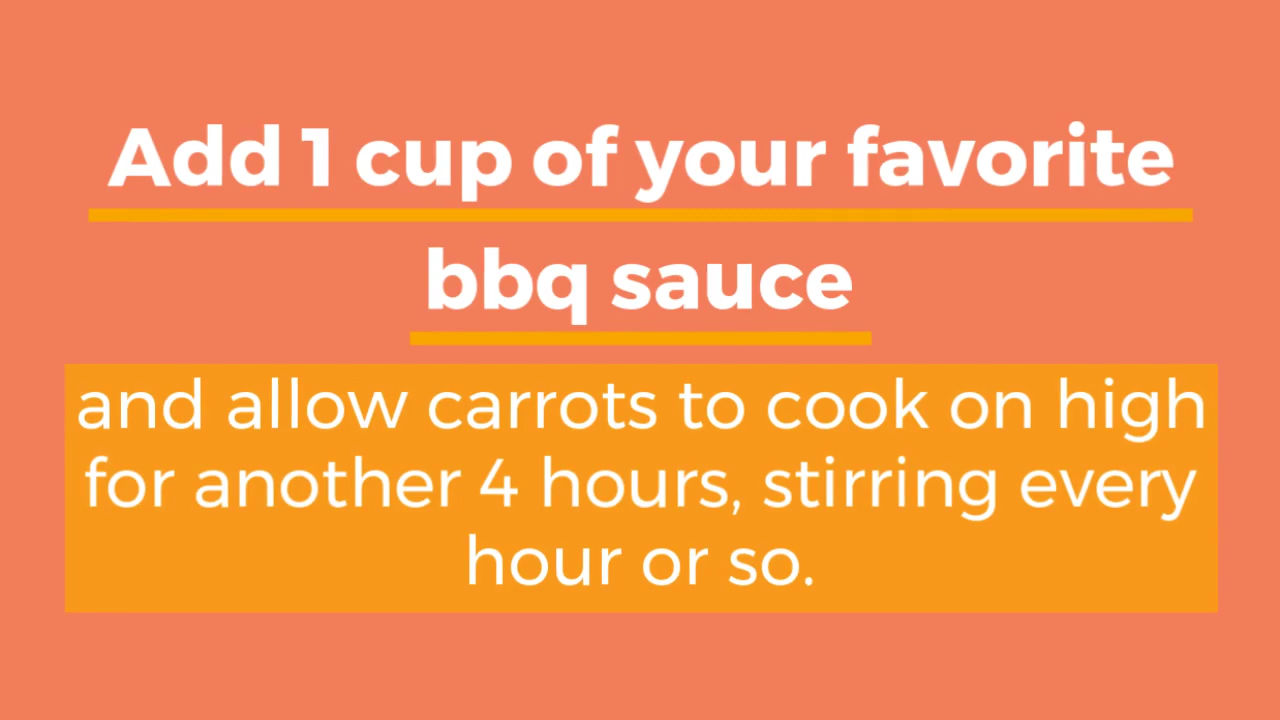 Add 1 cup of your favorite
bbq sauce
and allow carrots to cook on high
for another 4 hours, stirring every
hour or so.